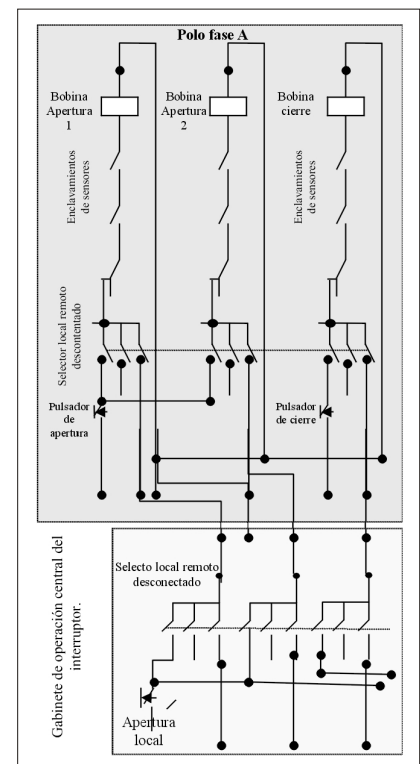 Polo fase A
Bobina
Apertura
1
Bobina
Apertura
2
Bobina
cierre
Enclavamientos
de sensores
Enclavamientos
de sensores
Selector local remoto
descontentado
Pulsador
de
apertura
Pulsador
de cierre
Gabinete de operación central del
interruptor.
Selecto local remoto
desconectado
Apertura
local